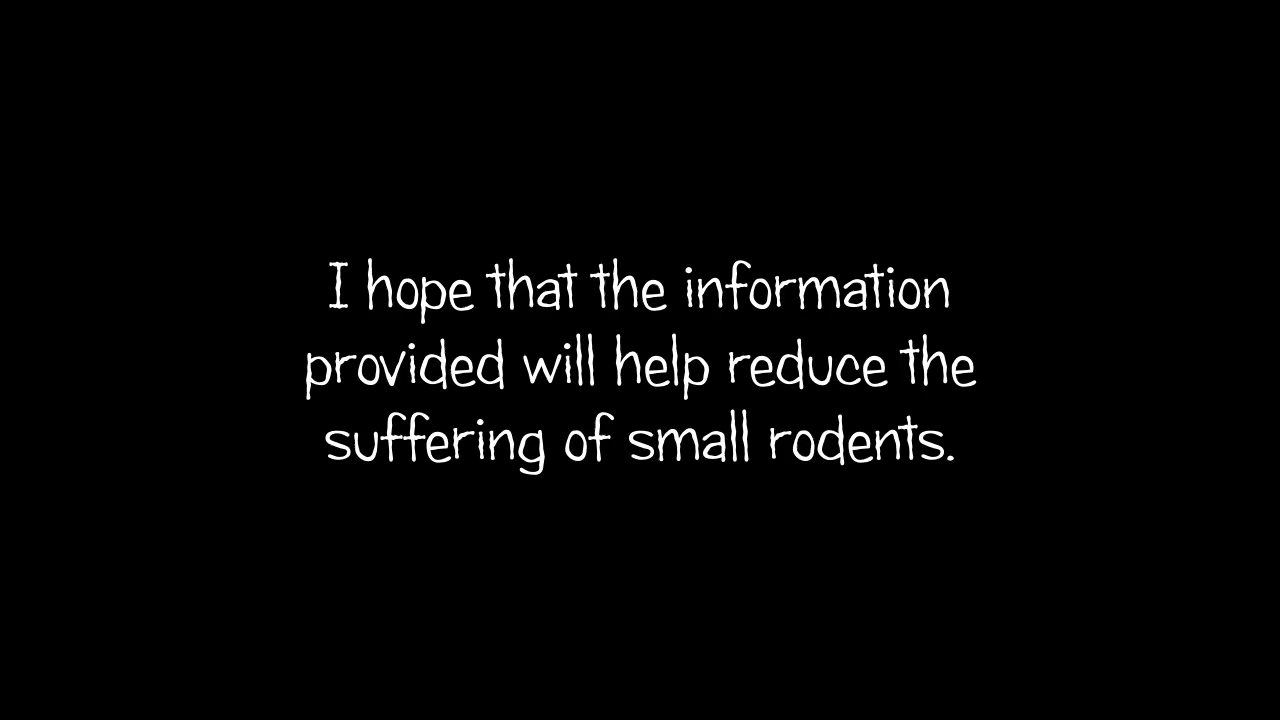 I hope that the information
provided will help reduce the
suffering of small rodents.